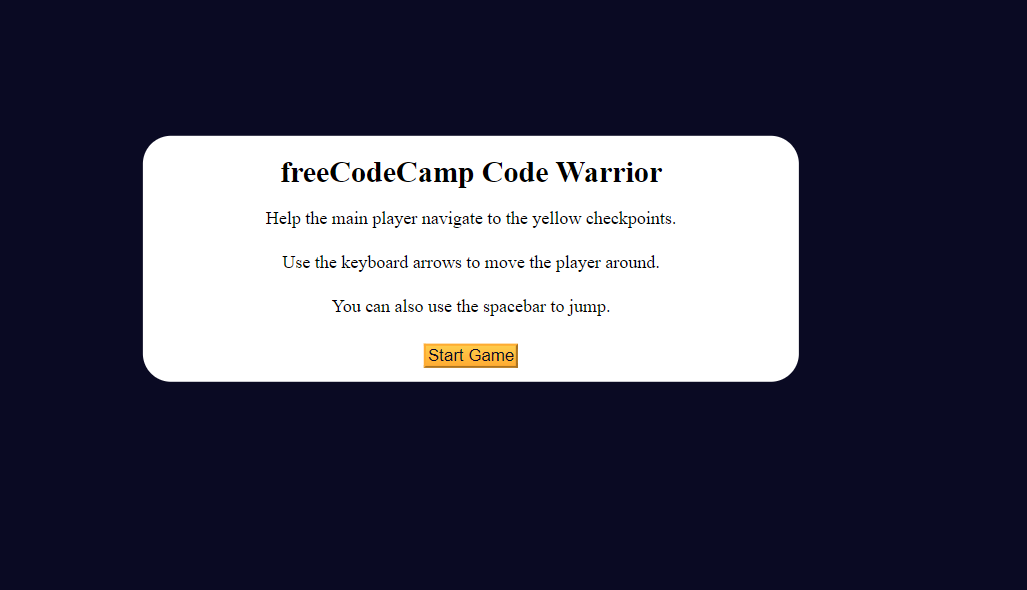 freeCodeCamp Code Warrior
Help the main player navigate to the yellow checkpoints.
Use the keyboard arrows to move the player around.
You can also use the spacebar to jump.
Start Game